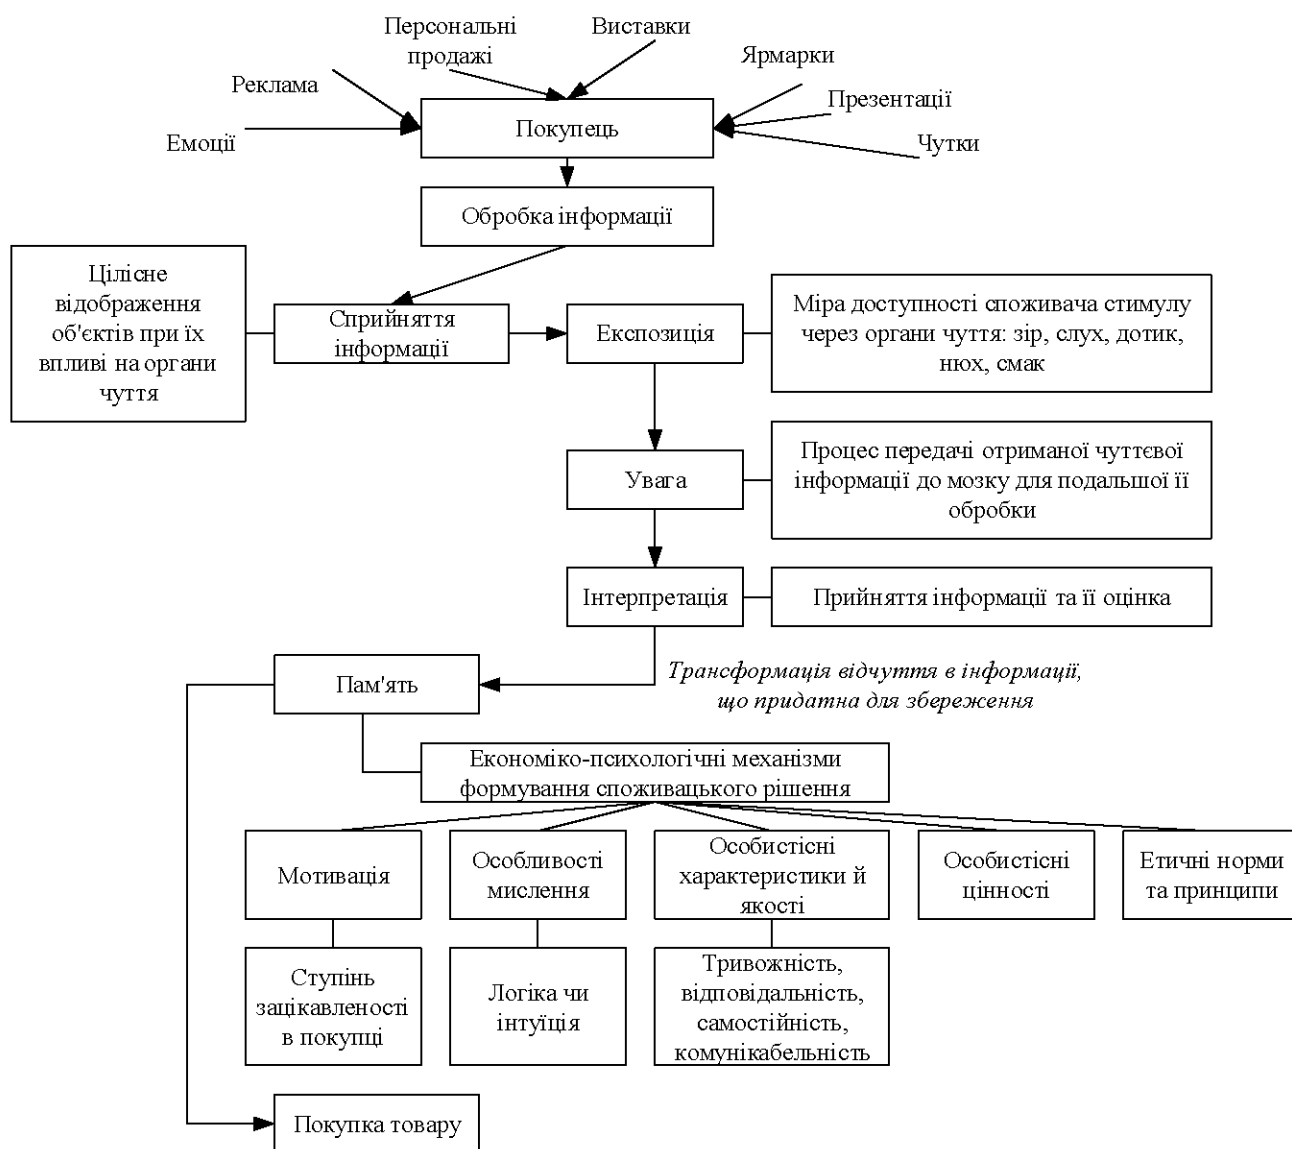 Персональні
продажі
Виставки
Ярмарки
Реклама
Презентації
Емоції
Покупець
Чутки
Обробка інформації
Цілісне
відображення
об'єктів при їх
впливі на органи
чуття
Сприйняття
інформації
Експозиція
Міра доступності споживача стимулу
через органи чуття: зір, слух, дотик,
нюх, смак
Увага
Процес передачі отриманої чуттєвої
інформації до мозку для подальшої її
обробки
Інтерпретація
Прийняття інформації та її оцінка
Пам'ять
Трансформація відчуття в інформації,
що придатна для збереження
Економіко-психологічні механізми
формування споживацького рішення
Мотивація
Особливості
мислення
Особистісні
характеристики й
якості
Особистісні
цінності
Етичні норми
та принципи
Ступінь
зацікавленості
в покупці
Логіка чи
інтуїція
Тривожність,
відповідальність,
самостійність,
комунікабельність
Покупка товару